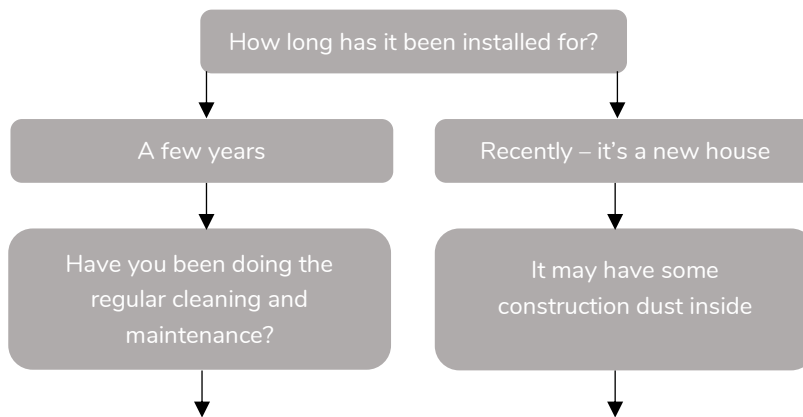 How long has it been installed for?
A few years
Recently – it's a new house
Have you been doing the
regular cleaning and
maintenance?
It may have some
construction dust inside